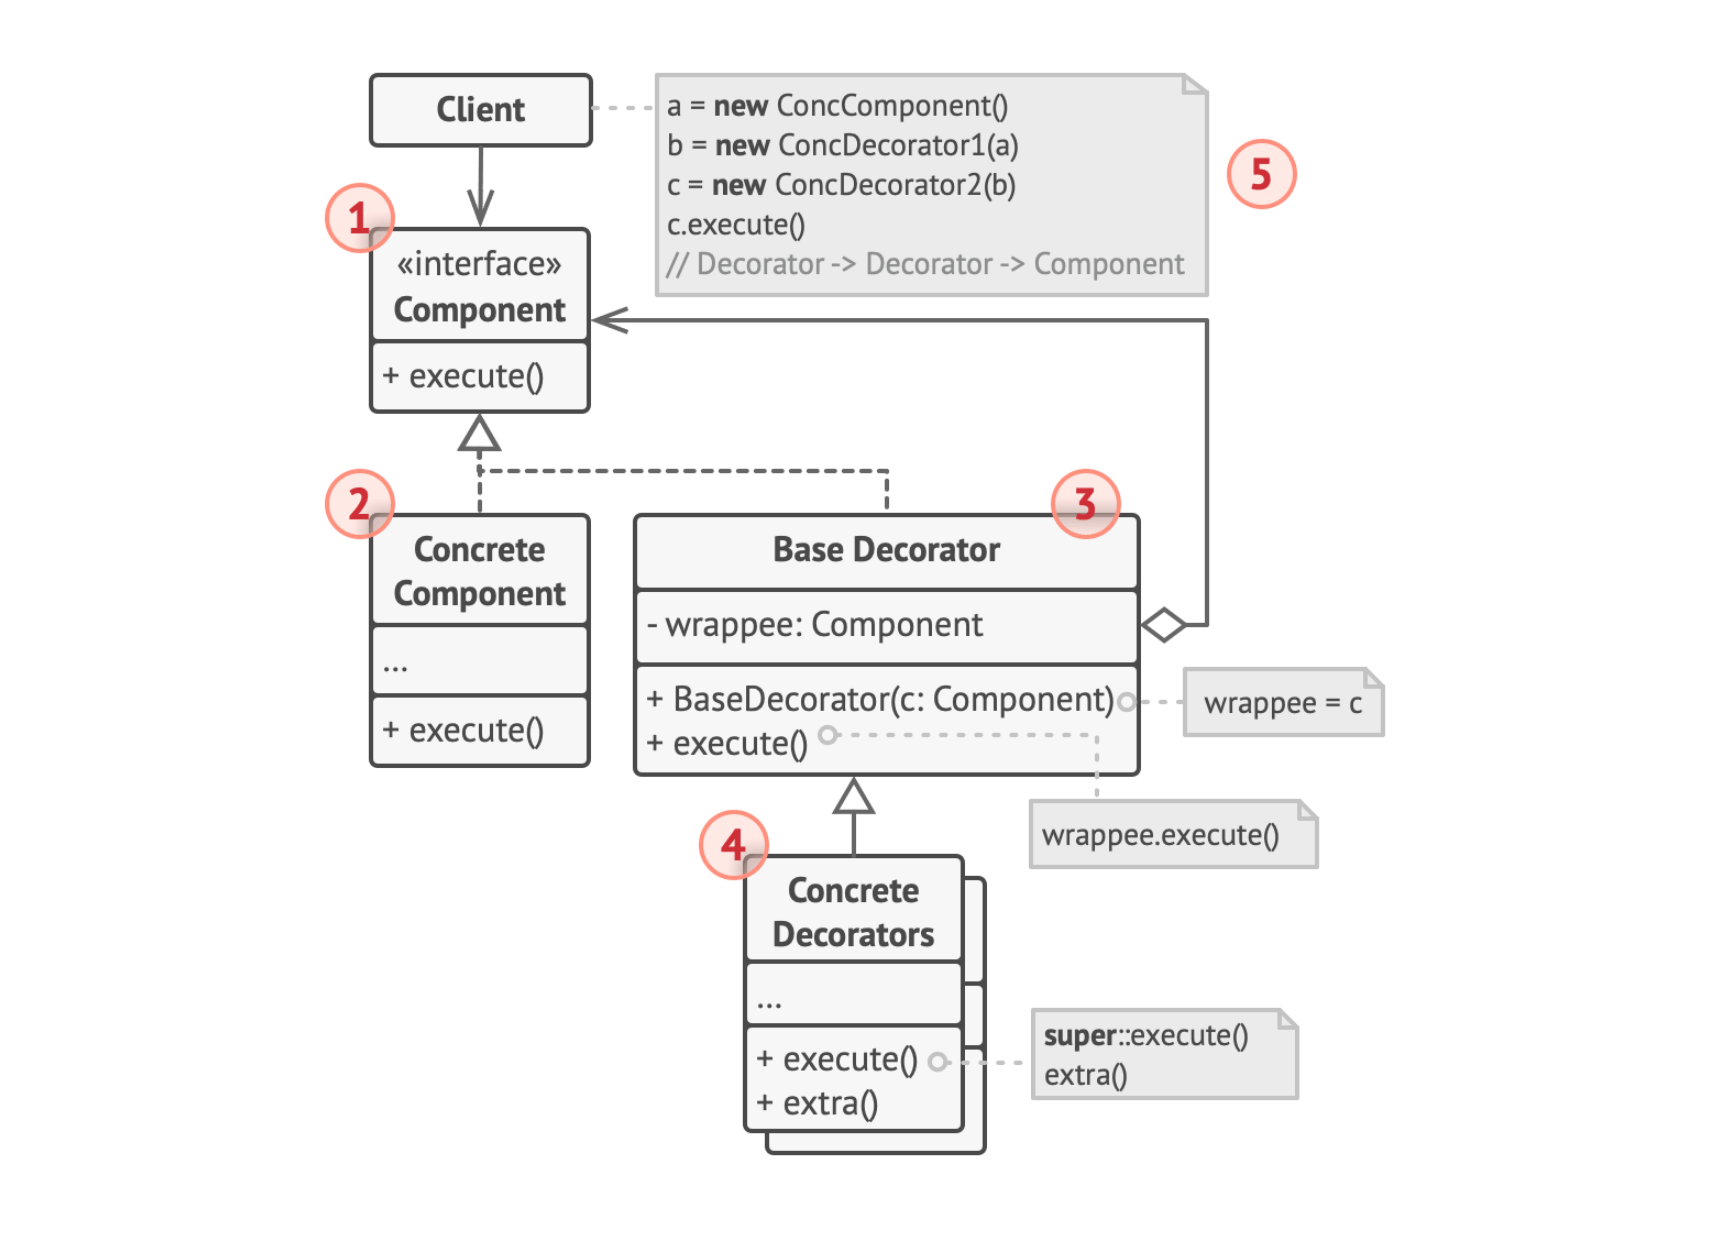 Client
a = new ConcComponent()
b = new ConcDecorator1(a)
c = new ConcDecorator2(b)
c.execute()
// Decorator -> Decorator -> Component
5
1
«interface»
Component
+ execute()
2
Concrete
Component
...
+ execute()
3
Base Decorator
- wrappee: Component
+ BaseDecorator(c: Component)
+ execute()
wrappee = c
wrappee.execute()
4
Concrete
Decorators
...
+ execute()
+ extra()
super::execute()
extra()